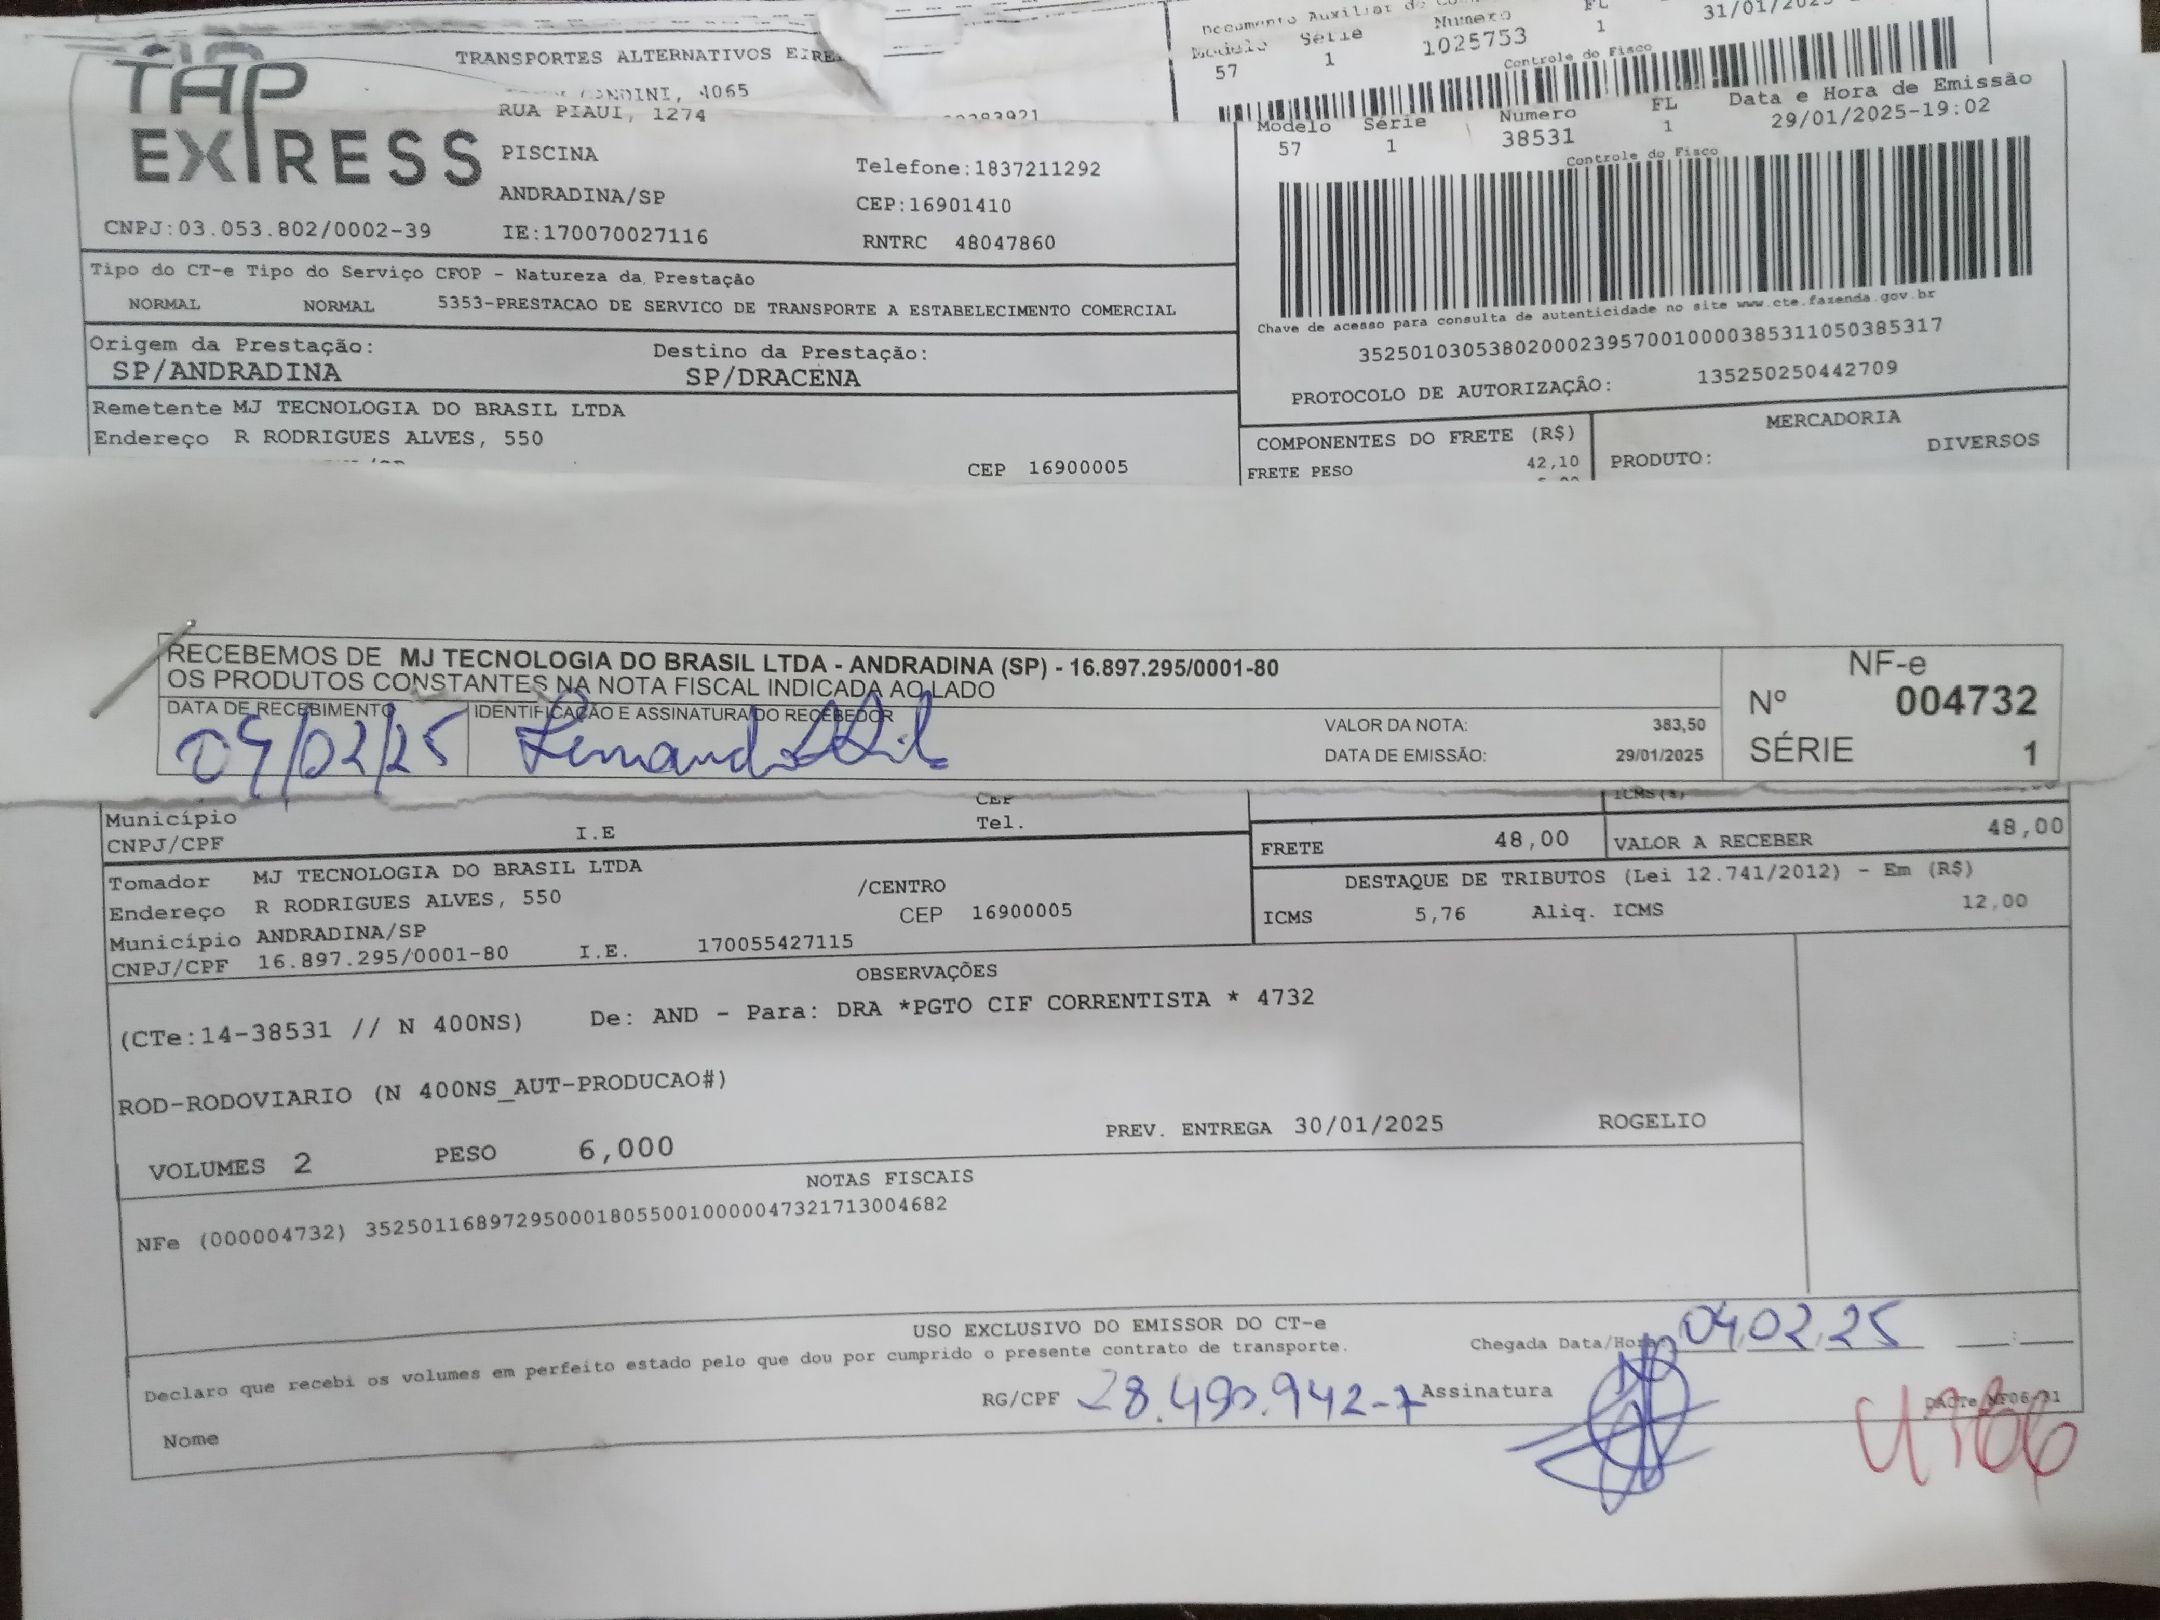 TRANSPORTES ALTERNATIVOS
4065
Documento Auxiliar
Modelo Série Numero FL
57 1 1025753 1
Controle do Fisco
TAP
EXPRESS
RUA PIAUI, 1274
PISCINA
Telefone:1837211292
ANDRADINA/SP
CEP:16901410
CNPJ:03.053.802/0002-39
IE:170070027116
RNTRC 48047860
Modelo Série Numero FL Data e Hora de Emissão
57 1 38531 1 29/01/2025-19:02
Controle do Fisco
Chave de acesso para consulta de autenticidade no site www.cte.fazenda.gov.br
35250103053802000239570010000385311050385317
PROTOCOLO DE AUTORIZAÇÃO: 135250250442709
Tipo do CT-e Tipo do Serviço CFOP - Natureza da Prestação
NORMAL NORMAL 5353-PRESTACAO DE SERVICO DE TRANSPORTE A ESTABELECIMENTO COMERCIAL
Origem da Prestação: Destino da Prestação:
SP/ANDRADINA SP/DRACENA
Remetente MJ TECNOLOGIA DO BRASIL LTDA
Endereço R RODRIGUES ALVES, 550
CEP 16900005
COMPONENTES DO FRETE (R$)
FRETE PESO 42,10
MERCADORIA
PRODUTO: DIVERSOS
RECEBEMOS DE MJ TECNOLOGIA DO BRASIL LTDA - ANDRADINA (SP) - 16.897.295/0001-80
OS PRODUTOS CONSTANTES NA NOTA FISCAL INDICADA AO LADO
DATA DE RECEBIMENTO IDENTIFICAÇÃO E ASSINATURA DO RECEBEDOR
04/02/25
VALOR DA NOTA: 383,50
DATA DE EMISSÃO: 29/01/2025
NF-e
Nº 004732
SÉRIE 1
Município CEP
CNPJ/CPF I.E Tel.
ICMS($)
FRETE 48,00 VALOR A RECEBER 48,00
Tomador MJ TECNOLOGIA DO BRASIL LTDA
Endereço R RODRIGUES ALVES, 550 /CENTRO
Município ANDRADINA/SP CEP 16900005
CNPJ/CPF 16.897.295/0001-80 I.E. 170055427115
DESTAQUE DE TRIBUTOS (Lei 12.741/2012) - Em (R$)
ICMS 5,76 Aliq. ICMS 12,00
OBSERVAÇÕES
(CTe:14-38531 // N 400NS) De: AND - Para: DRA *PGTO CIF CORRENTISTA * 4732
ROD-RODOVIARIO (N 400NS_AUT-PRODUCAO#)
VOLUMES 2 PESO 6,000 PREV. ENTREGA 30/01/2025 ROGELIO
NOTAS FISCAIS
NFe (000004732) 35250116897295000180550010000047321713004682
USO EXCLUSIVO DO EMISSOR DO CT-e
Declaro que recebi os volumes em perfeito estado pelo que dou por cumprido o presente contrato de transporte.
Chegada Data/Hora: 04 02 25
RG/CPF 28.490.942-7 Assinatura
Nome